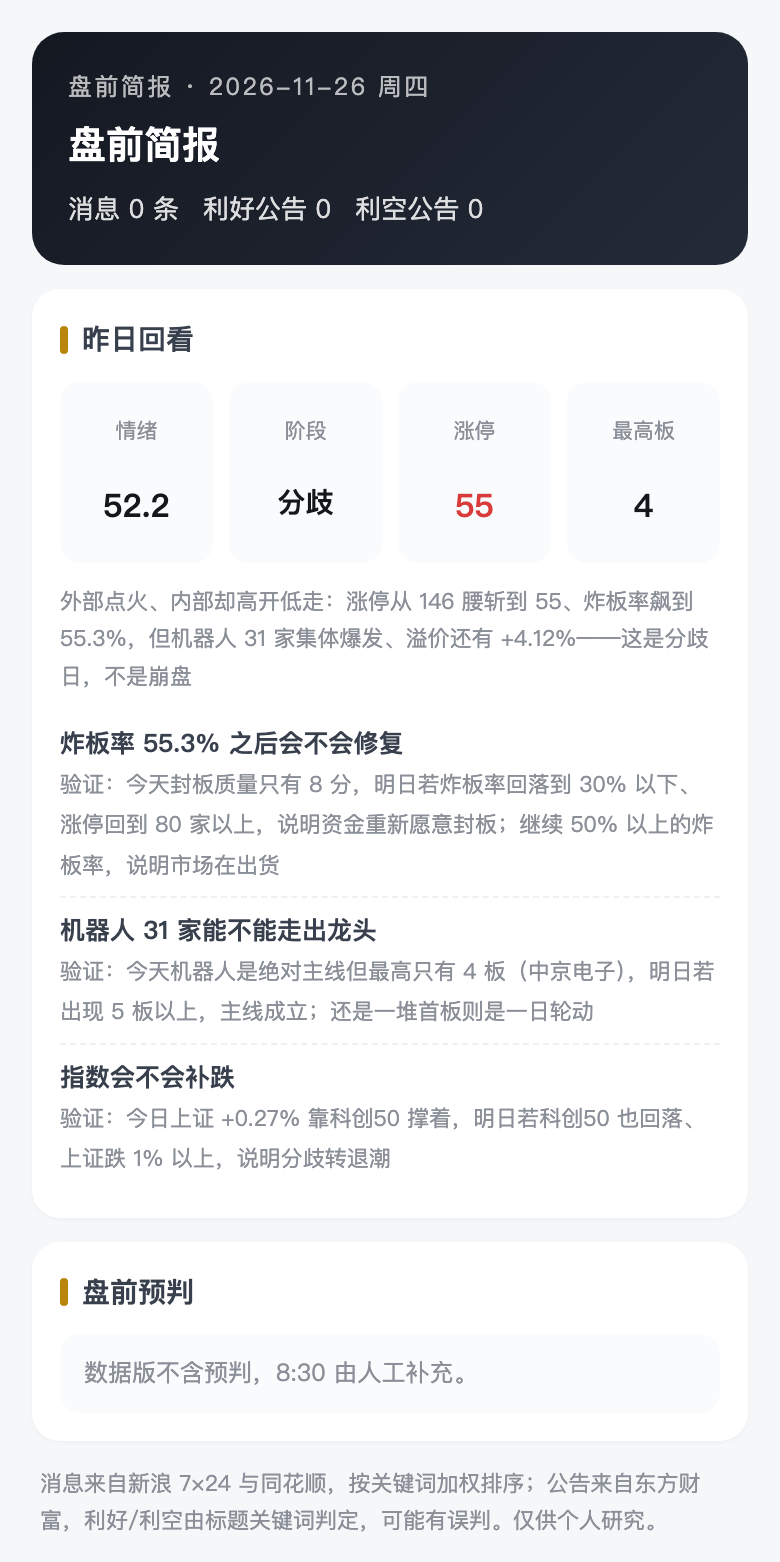 盘前简报 · 2026-11-26 周四
盘前简报
消息 0 条 利好公告 0 利空公告 0
昨日回看
情绪 阶段 涨停 最高板
52.2 分歧 55 4
外部点火、内部却高开低走：涨停从 146 腰斩到 55、炸板率飙到
55.3%，但机器人 31 家集体爆发、溢价还有 +4.12%——这是分歧
日，不是崩盘
炸板率 55.3% 之后会不会修复
验证：今天封板质量只有 8 分，明日若炸板率回落到 30% 以下、
涨停回到 80 家以上，说明资金重新愿意封板；继续 50% 以上的炸
板率，说明市场在出货
机器人 31 家能不能走出龙头
验证：今天机器人是绝对主线但最高只有 4 板（中京电子），明日若
出现 5 板以上，主线成立；还是一堆首板则是一日轮动
指数会不会补跌
验证：今日上证 +0.27% 靠科创50 撑着，明日若科创50 也回落、
上证跌 1% 以上，说明分歧转退潮
盘前预判
数据版不含预判，8:30 由人工补充。
消息来自新浪 7×24 与同花顺，按关键词加权排序；公告来自东方财
富，利好/利空由标题关键词判定，可能有误判。仅供个人研究。